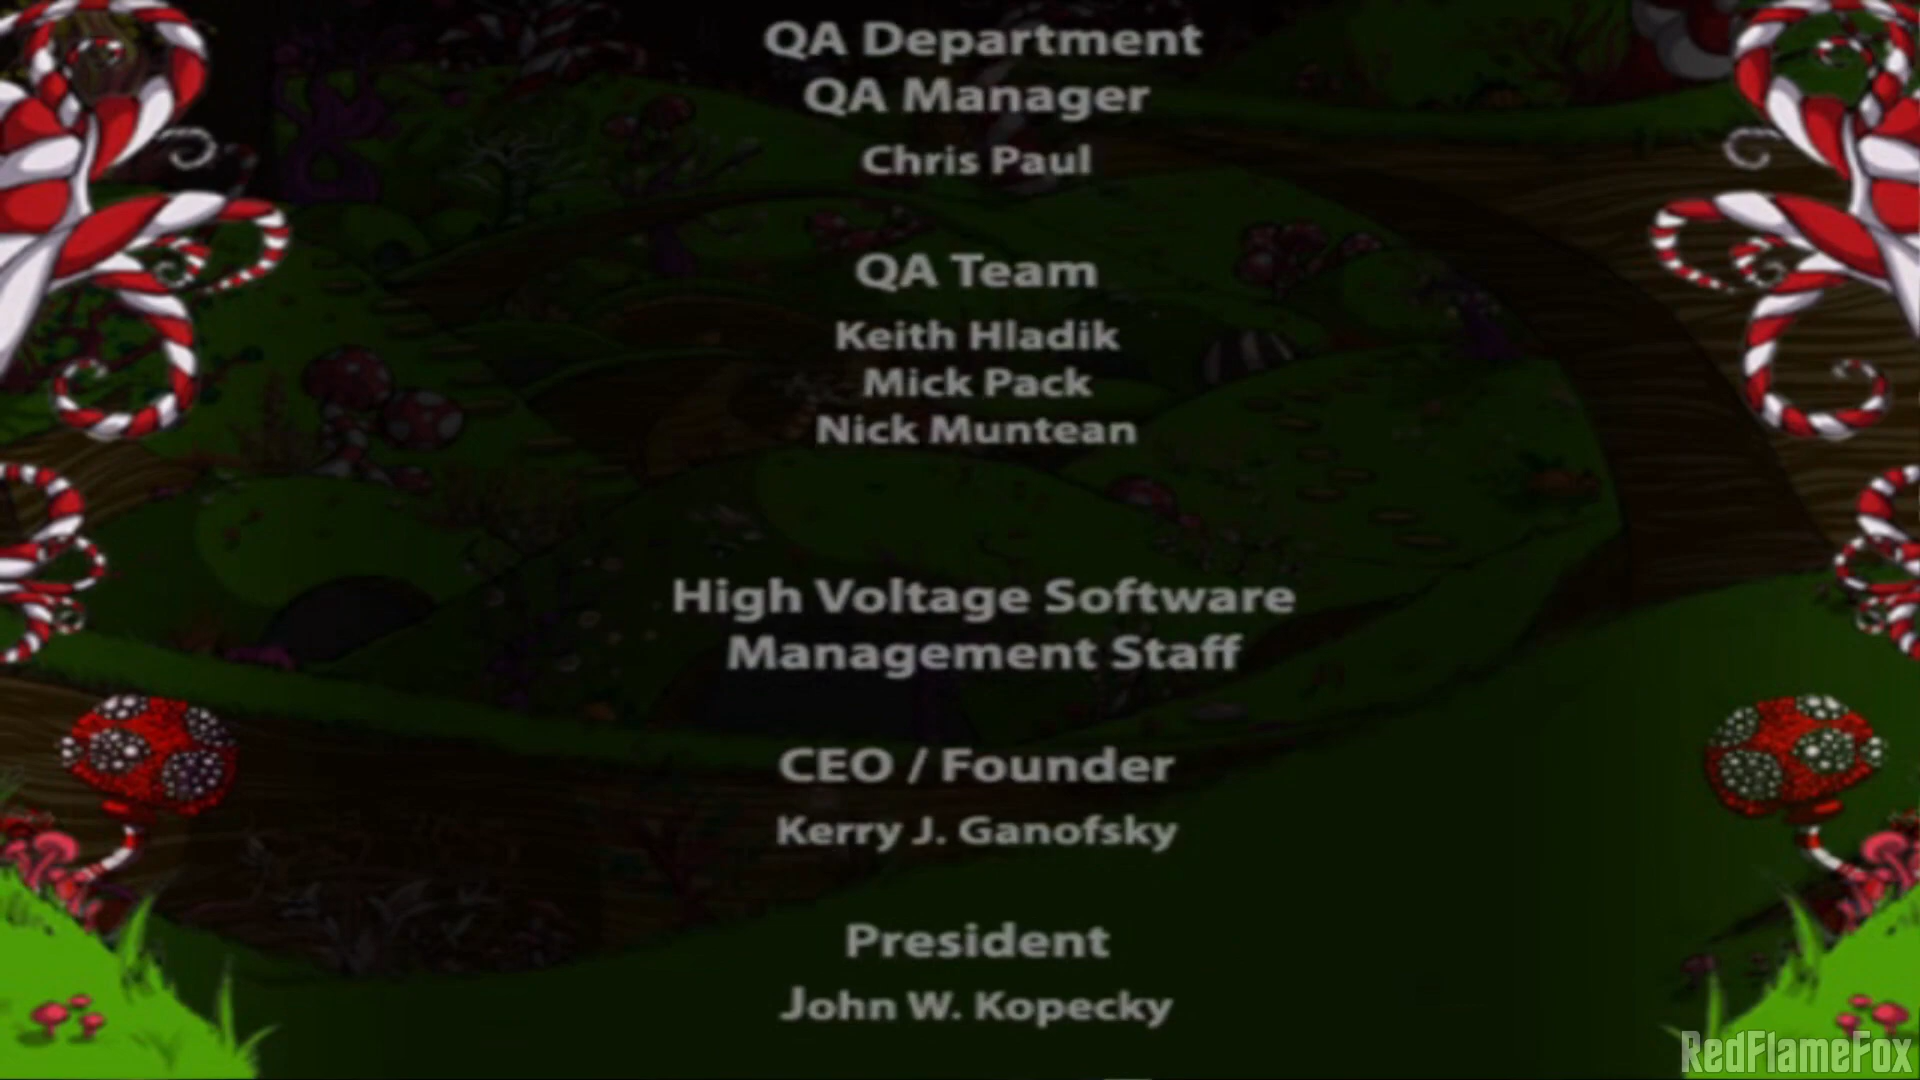 QA Department
QA Manager
Chris Paul
QA Team
Keith Hladik
Mick Pack
Nick Muntean
High Voltage Software
Management Staff
CEO / Founder
Kerry J. Ganofsky
President
John W. Kopecky
RedFlameFox